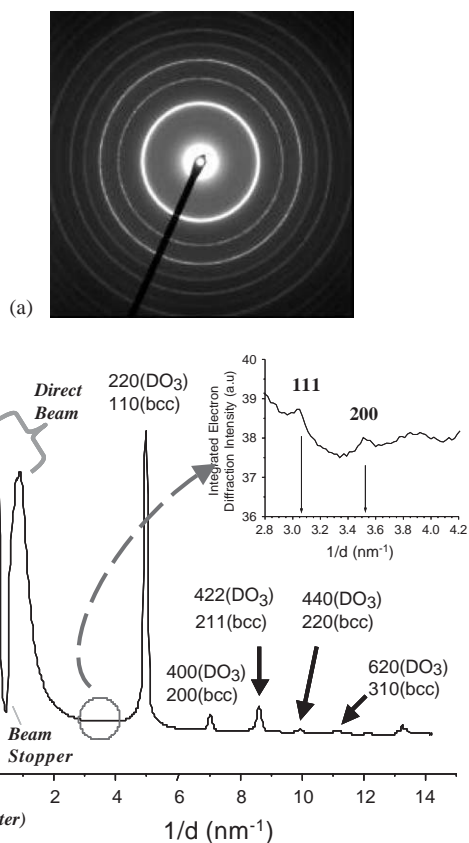 (a)
Direct
Beam
220(DO3)
110(bcc)
40
39
38
37
36
Integrated Electron
Diffraction Intensity (a.u)
111
200
2.8 3.0 3.2 3.4 3.6 3.8 4.0 4.2
1/d (nm-1)
422(DO3)
211(bcc)
440(DO3)
220(bcc)
400(DO3)
200(bcc)
620(DO3)
310(bcc)
Beam
Stopper
2 4 6 8 10 12 14
ter)
1/d (nm-1)